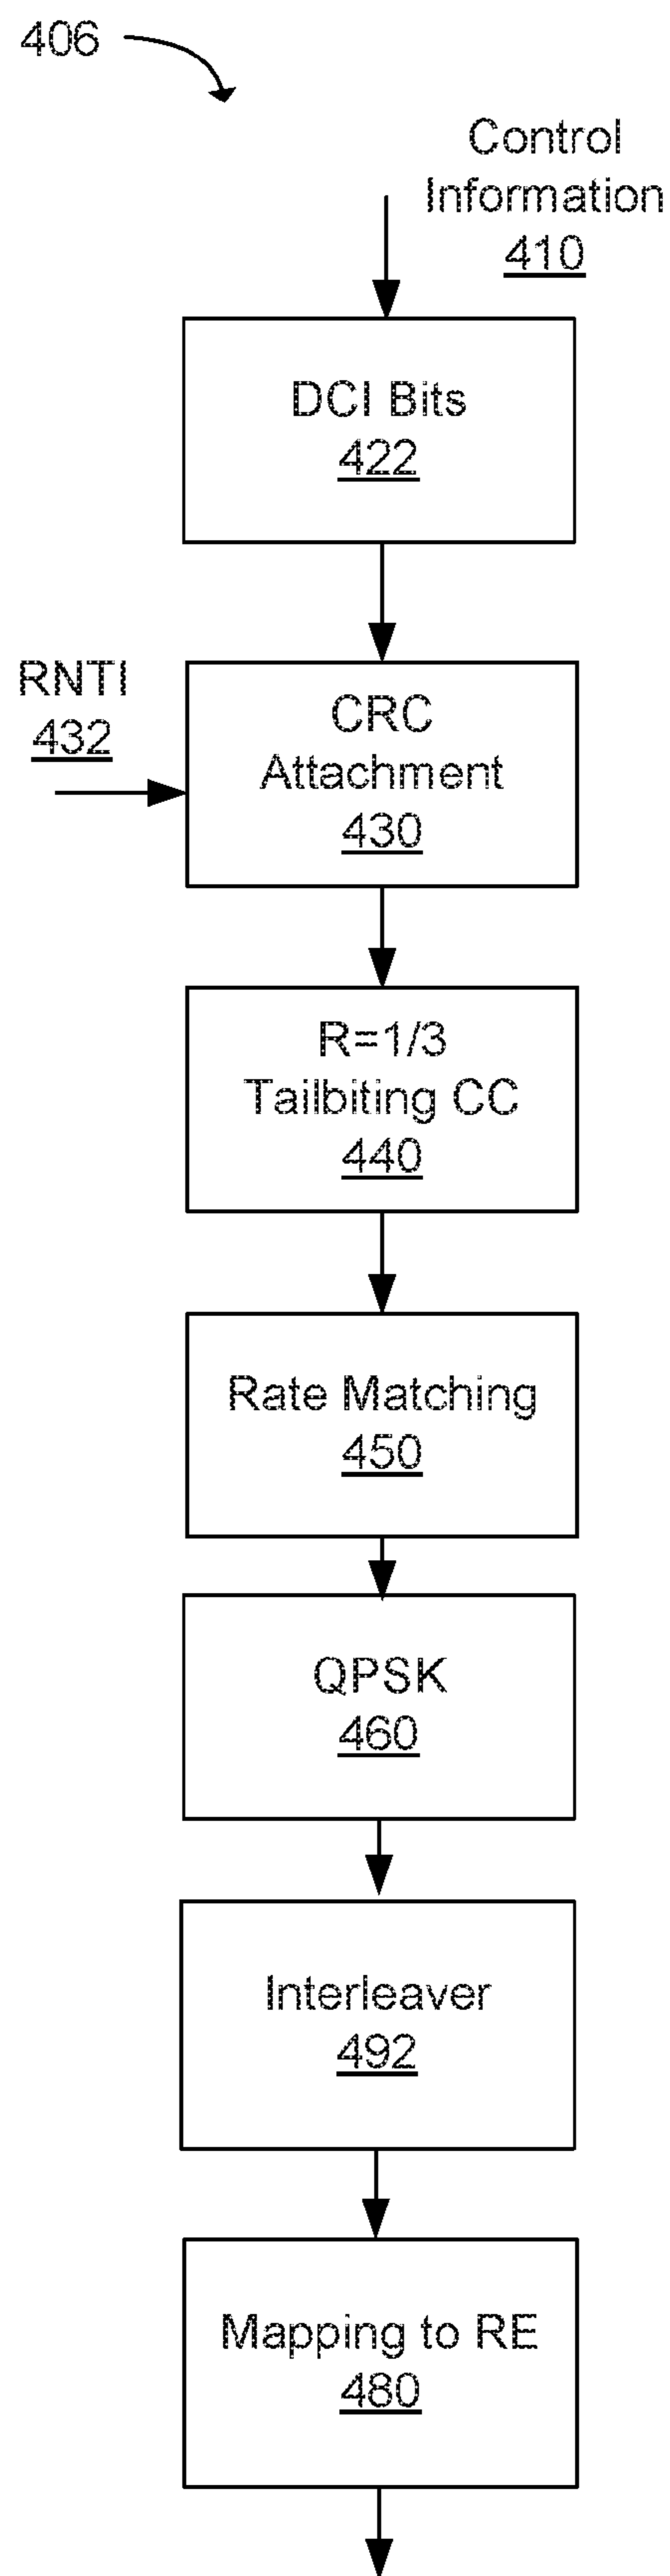 406
Control
Information
410
DCI Bits
422
RNTI
432
CRC
Attachment
430
R=1/3
Tailbiting CC
440
Rate Matching
450
QPSK
460
Interleaver
492
Mapping to RE
480